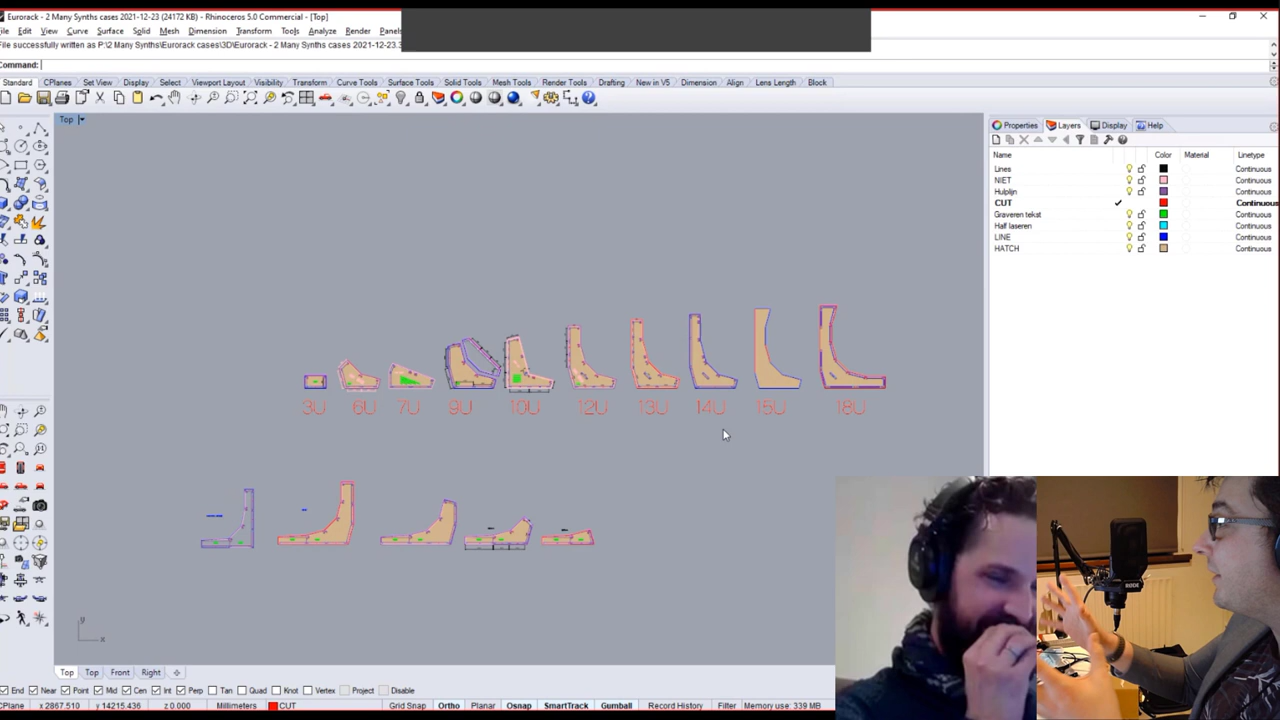 Eurorack - 2 Many Synths cases 2021-12-23 (24172 KB) - Rhinoceros 5.0 Commercial - [Top]
File Edit View Curve Surface Solid Mesh Dimension Transform Tools Analyze Render Panels
File successfully written as P:\2 Many Synths\Eurorack cases\3D\Eurorack - 2 Many Synths cases 2021-12-23.3
Command:
Standard CPlanes Set View Display Select Viewport Layout Visibility Transform Curve Tools Surface Tools Solid Tools Mesh Tools Render Tools Drafting New in V5 Dimension Align Lens Length Block
Top
Properties Layers Display Help
Name Color Material Linetype
Lines Continuous
NIET Continuous
Hulplijn Continuous
CUT Continuous
Graveren tekst Continuous
Half laseren Continuous
LINE Continuous
HATCH Continuous
3U 6U 7U 9U 10U 12U 13U 14U 15U 18U
y
x
RØDE
Top Top Front Right
End Near Point Mid Cen Int Perp Tan Quad Knot Vertex Project Disable
CPlane x 2867.510 y 14215.436 z 0.000 Millimeters CUT Grid Snap Ortho Planar Osnap SmartTrack Gumball Record History Filter Memory use: 339 MB